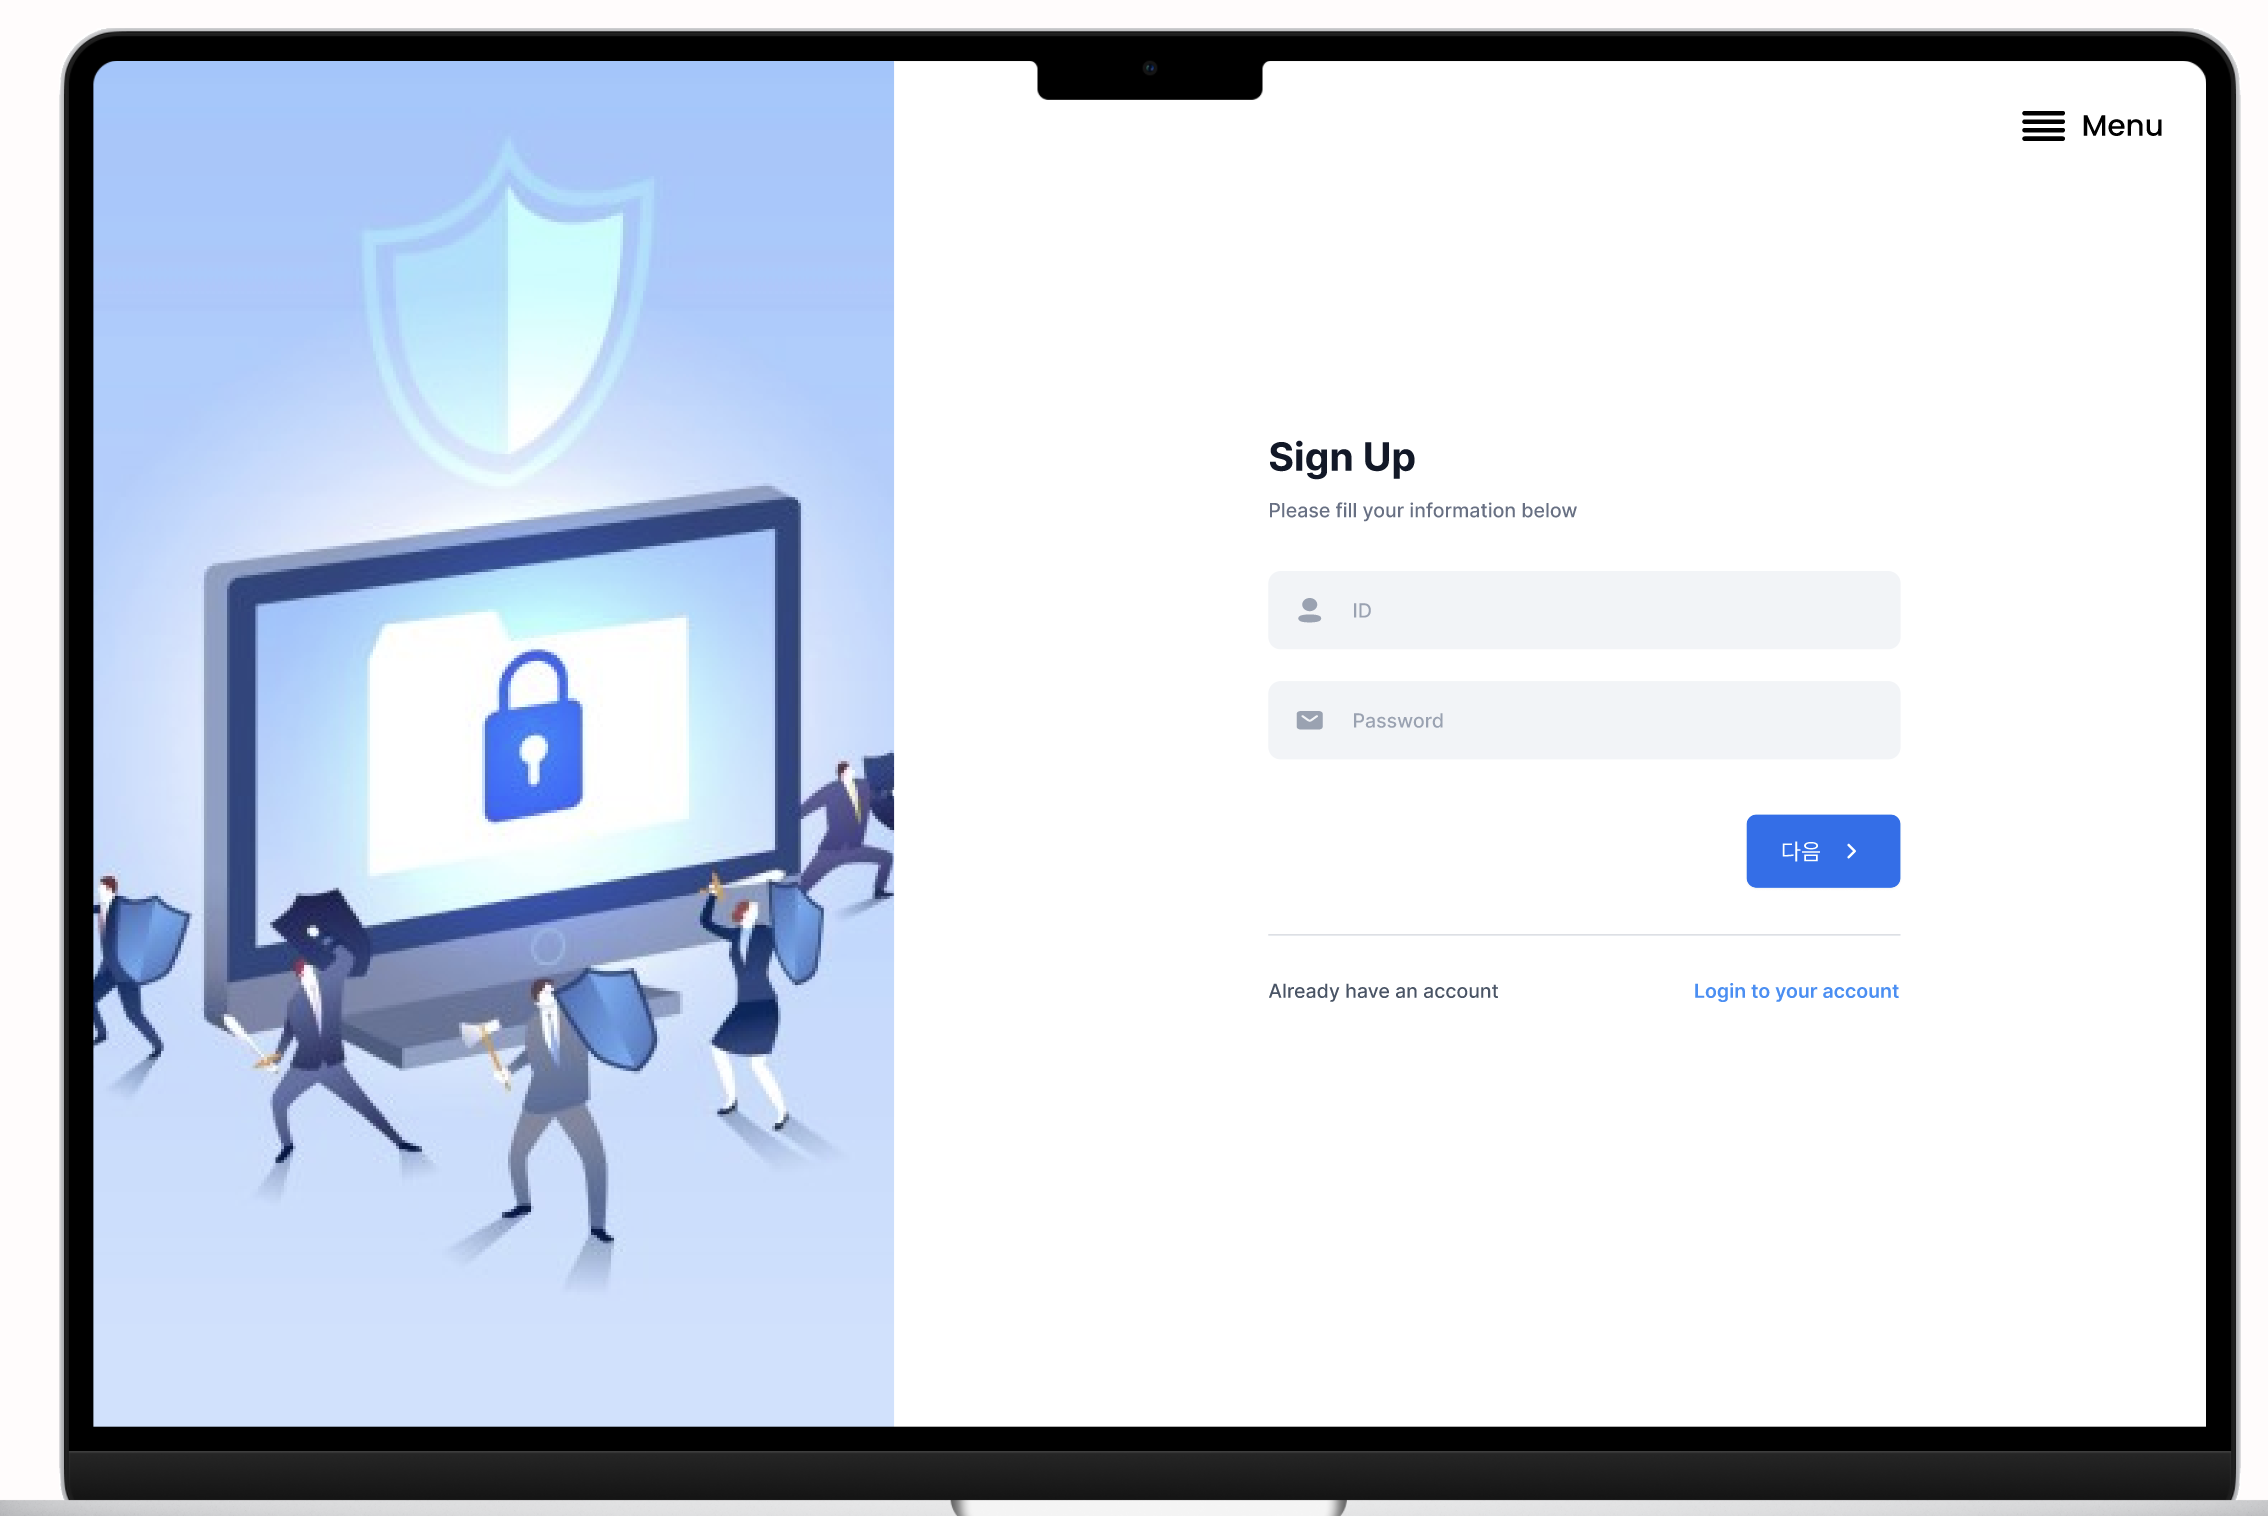 Menu
Sign Up
Please fill your information below
ID
Password
다음
Already have an account
Login to your account